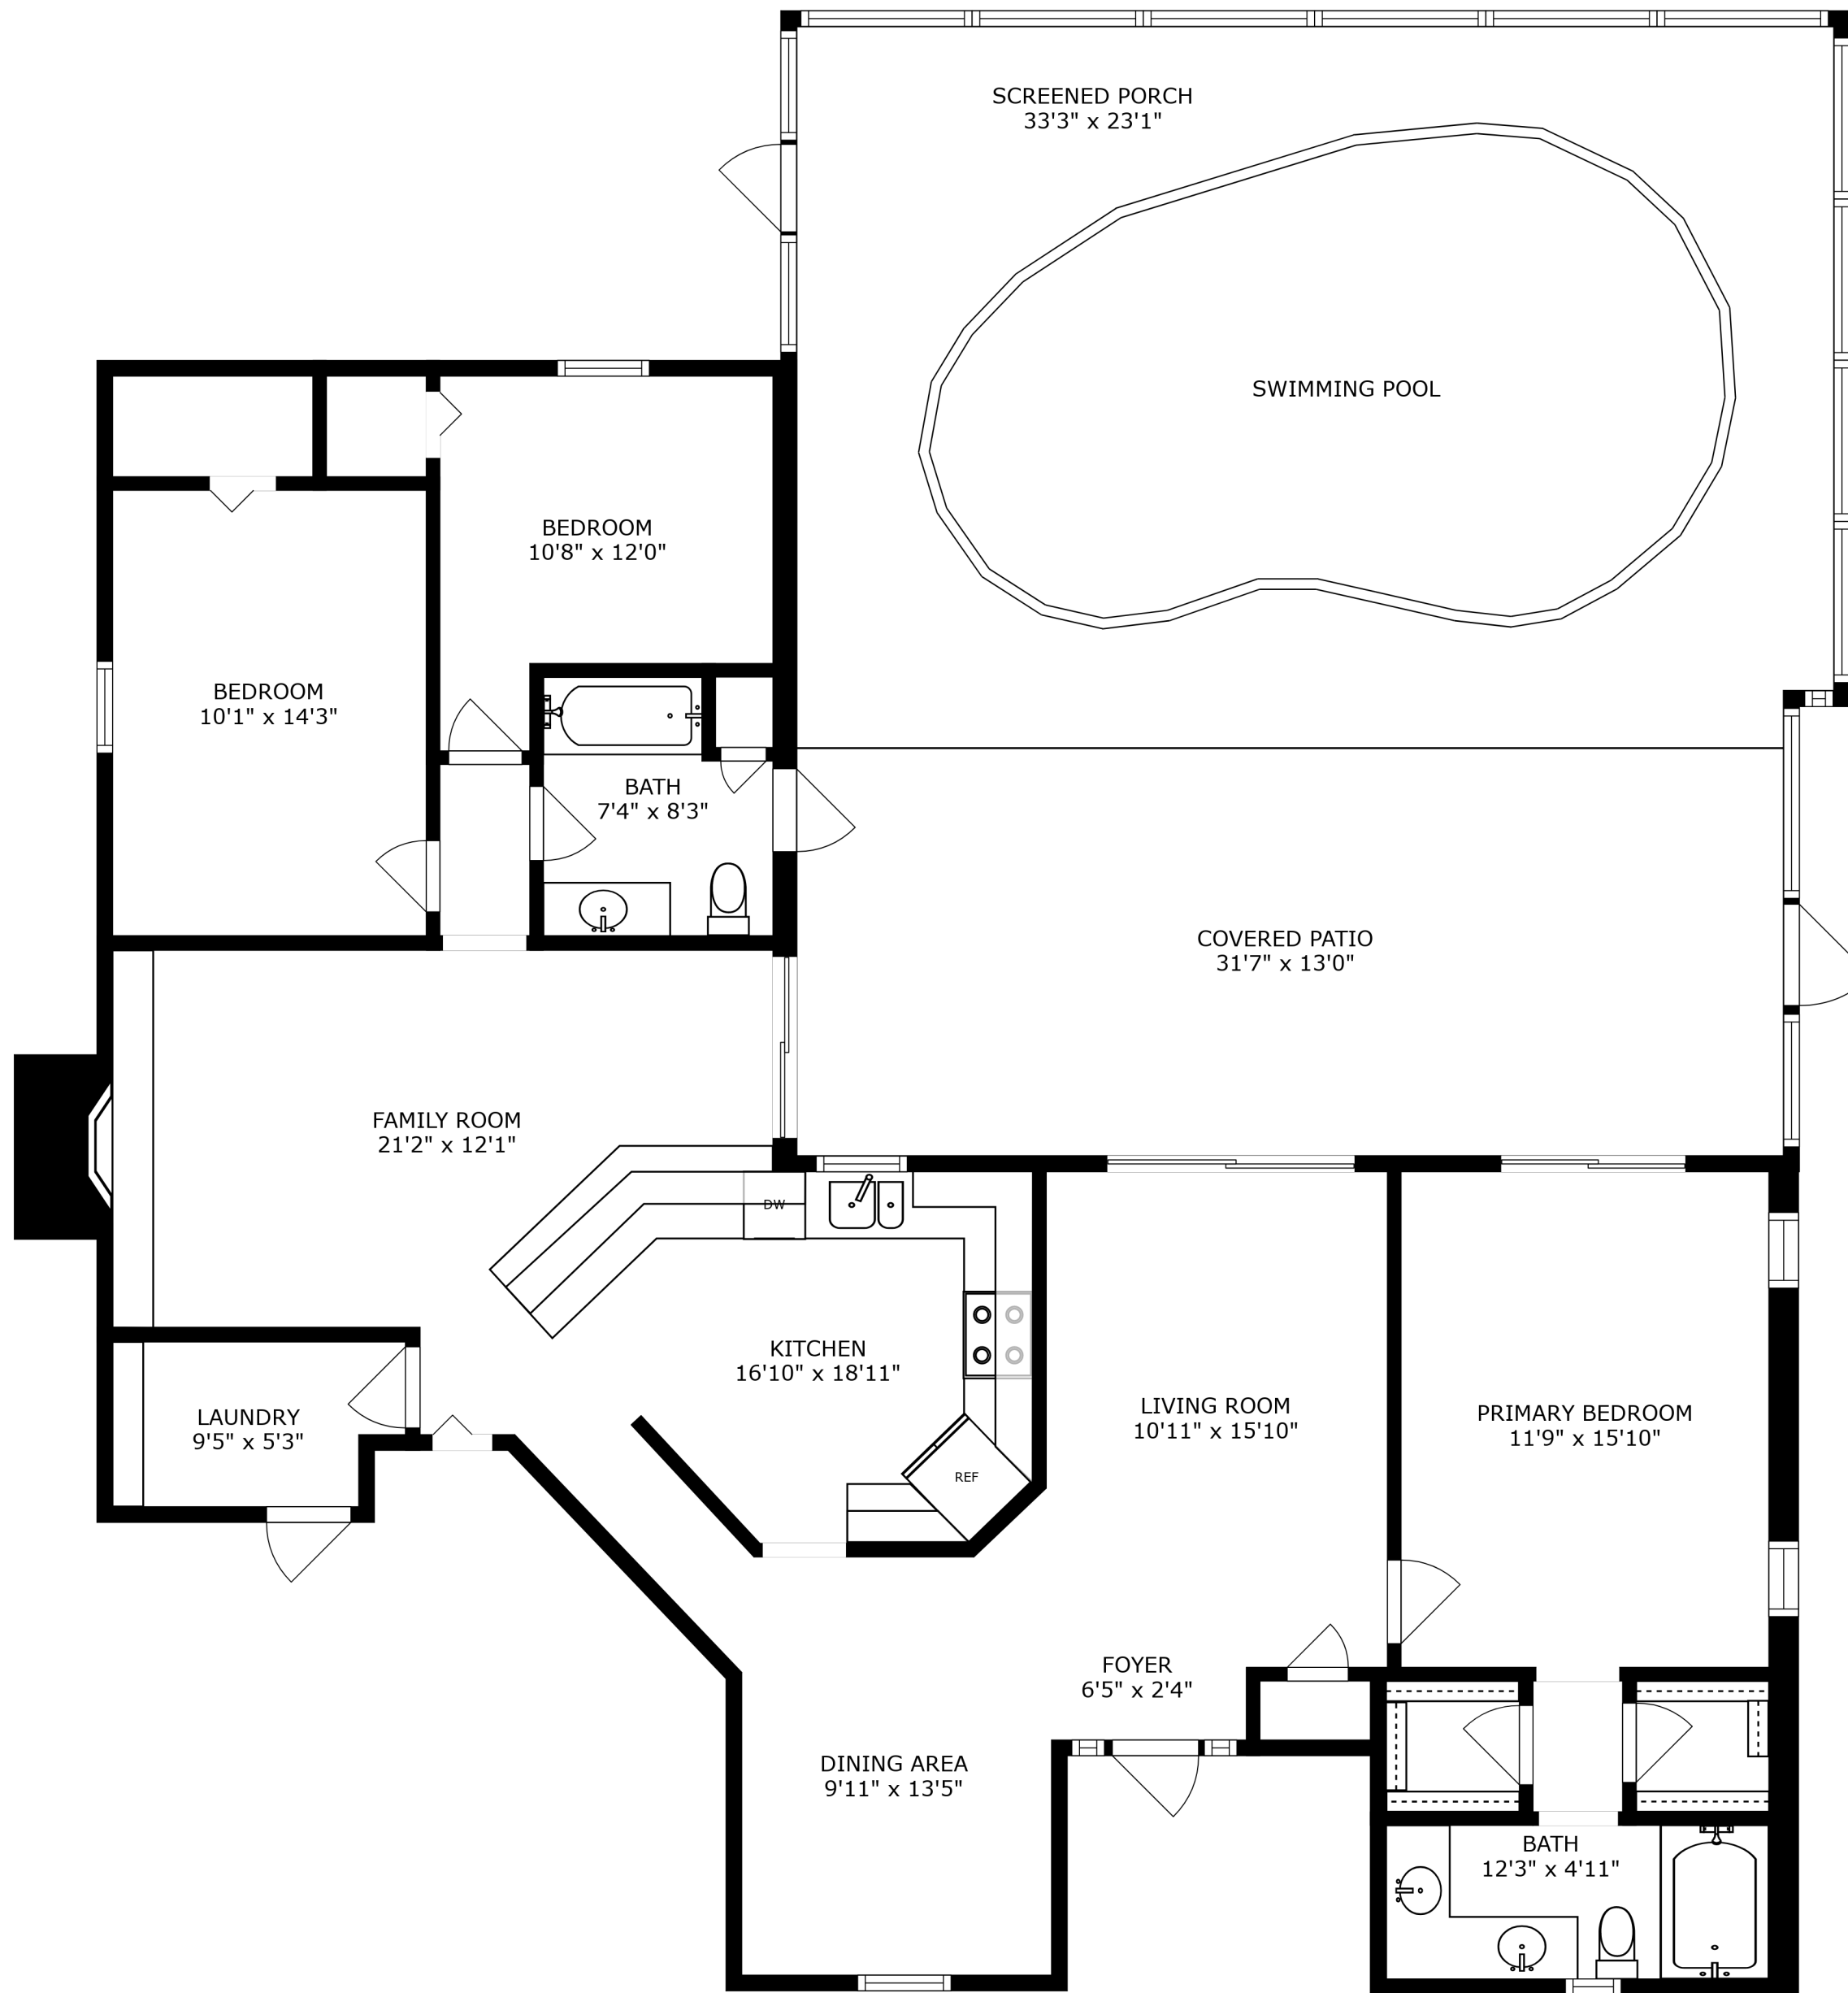 SCREENED PORCH
33'3" x 23'1"
SWIMMING POOL
BEDROOM
10'8" x 12'0"
BEDROOM
10'1" x 14'3"
BATH
7'4" x 8'3"
COVERED PATIO
31'7" x 13'0"
FAMILY ROOM
21'2" x 12'1"
DW
KITCHEN
16'10" x 18'11"
LIVING ROOM
10'11" x 15'10"
PRIMARY BEDROOM
11'9" x 15'10"
LAUNDRY
9'5" x 5'3"
REF
FOYER
6'5" x 2'4"
DINING AREA
9'11" x 13'5"
BATH
12'3" x 4'11"